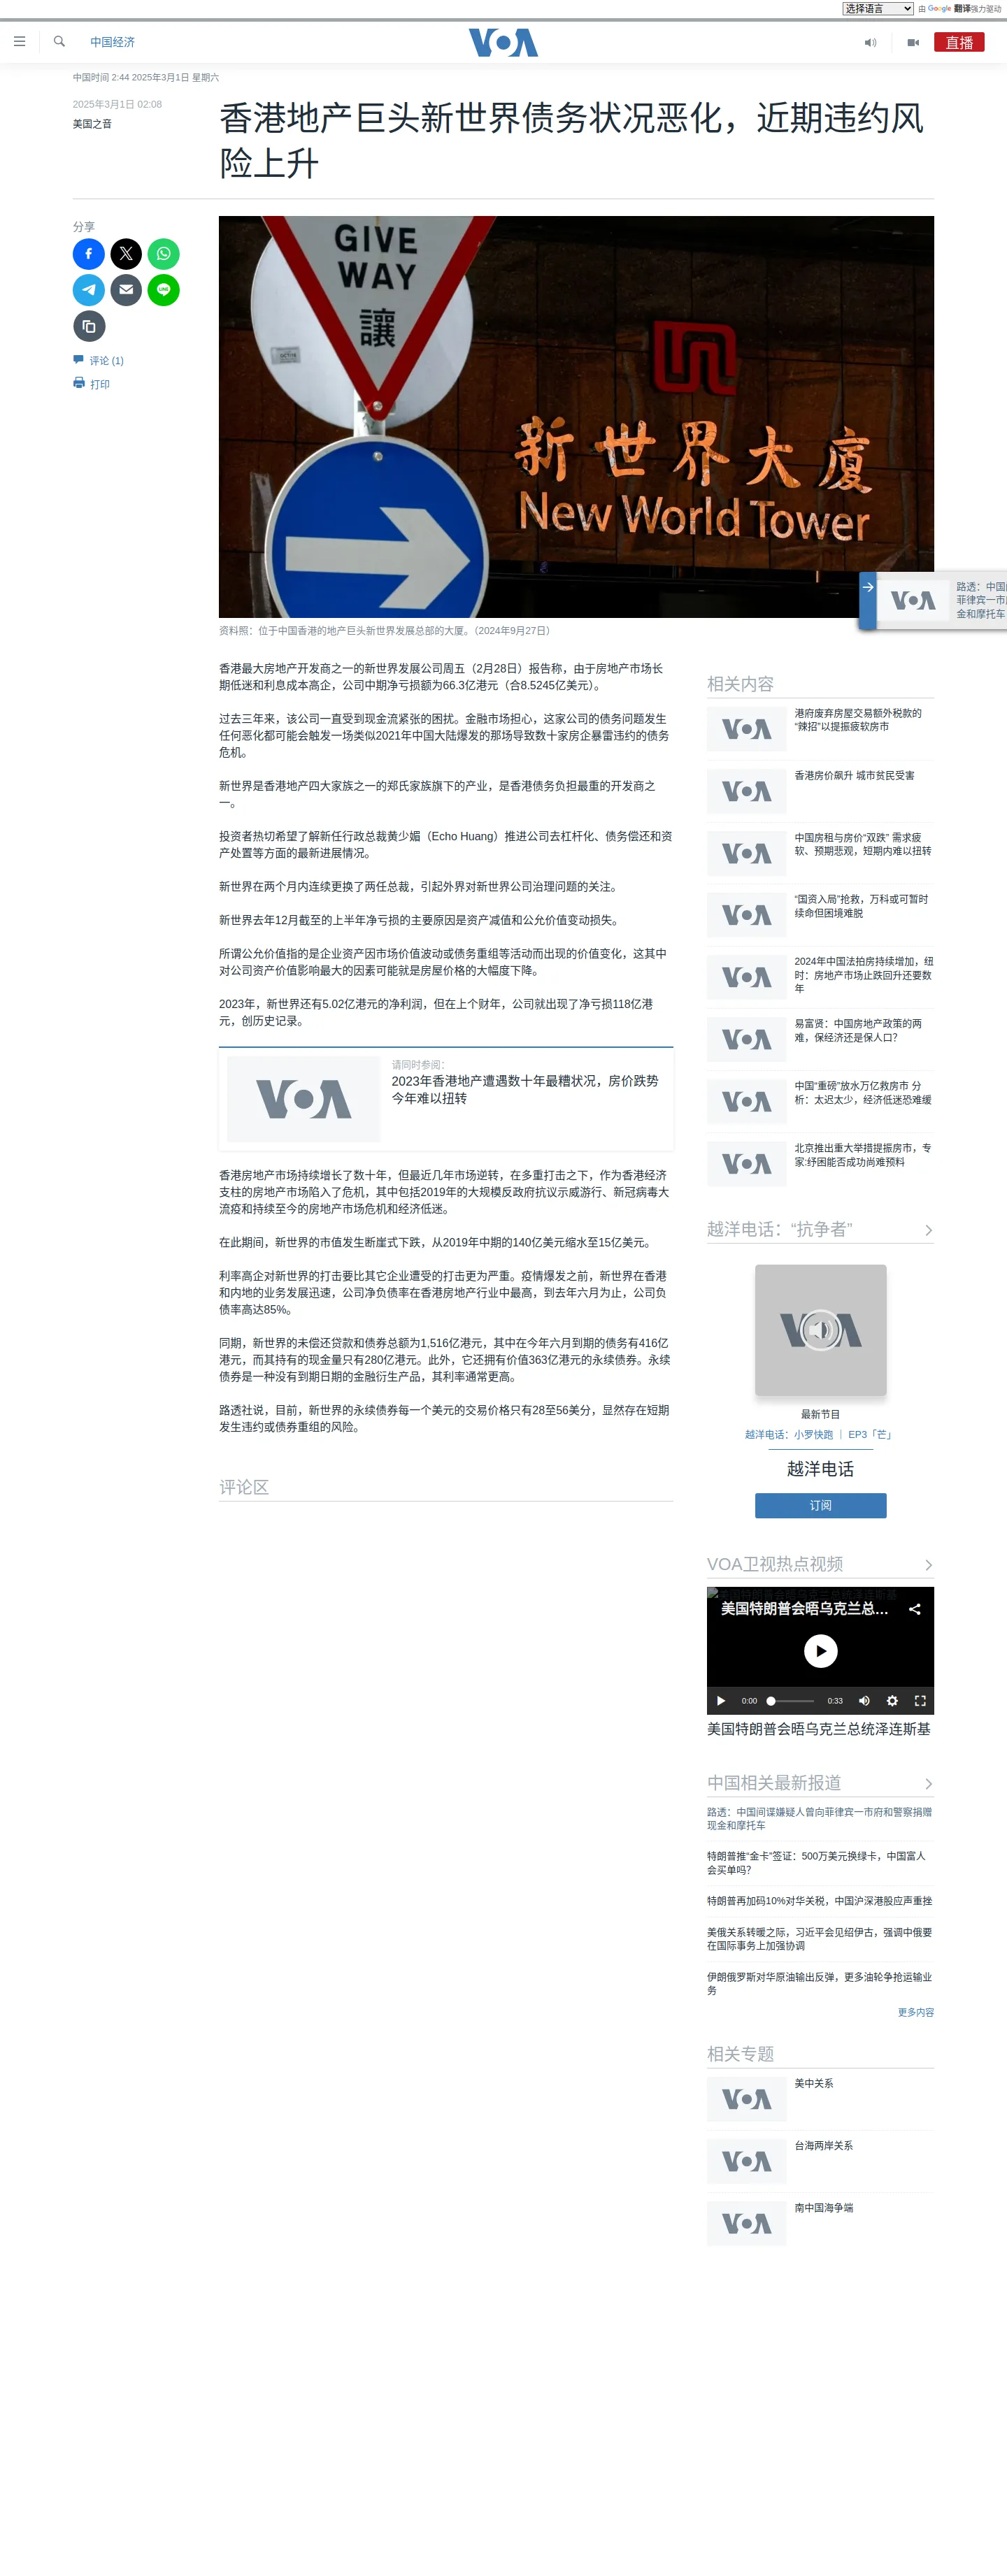 选择语言
由 Google 翻译强力驱动
中国经济
VOA
直播
中国时间 2:44 2025年3月1日 星期六
2025年3月1日 02:08
美国之音
香港地产巨头新世界债务状况恶化，近期违约风
险上升
分享
评论 (1)
打印
GIVE
WAY
讓
新世界大廈
New World Tower
资料照：位于中国香港的地产巨头新世界发展总部的大厦。（2024年9月27日）
路透：中国
菲律宾一市
金和摩托车
香港最大房地产开发商之一的新世界发展公司周五（2月28日）报告称，由于房地产市场长
期低迷和利息成本高企，公司中期净亏损额为66.3亿港元（合8.5245亿美元）。
过去三年来，该公司一直受到现金流紧张的困扰。金融市场担心，这家公司的债务问题发生
任何恶化都可能会触发一场类似2021年中国大陆爆发的那场导致数十家房企暴雷违约的债务
危机。
新世界是香港地产四大家族之一的郑氏家族旗下的产业，是香港债务负担最重的开发商之
一。
投资者热切希望了解新任行政总裁黄少媚（Echo Huang）推进公司去杠杆化、债务偿还和资
产处置等方面的最新进展情况。
新世界在两个月内连续更换了两任总裁，引起外界对新世界公司治理问题的关注。
新世界去年12月截至的上半年净亏损的主要原因是资产减值和公允价值变动损失。
所谓公允价值指的是企业资产因市场价值波动或债务重组等活动而出现的价值变化，这其中
对公司资产价值影响最大的因素可能就是房屋价格的大幅度下降。
2023年，新世界还有5.02亿港元的净利润，但在上个财年，公司就出现了净亏损118亿港
元，创历史记录。
请同时参阅：
2023年香港地产遭遇数十年最糟状况，房价跌势
今年难以扭转
香港房地产市场持续增长了数十年，但最近几年市场逆转，在多重打击之下，作为香港经济
支柱的房地产市场陷入了危机，其中包括2019年的大规模反政府抗议示威游行、新冠病毒大
流疫和持续至今的房地产市场危机和经济低迷。
在此期间，新世界的市值发生断崖式下跌，从2019年中期的140亿美元缩水至15亿美元。
利率高企对新世界的打击要比其它企业遭受的打击更为严重。疫情爆发之前，新世界在香港
和内地的业务发展迅速，公司净负债率在香港房地产行业中最高，到去年六月为止，公司负
债率高达85%。
同期，新世界的未偿还贷款和债券总额为1,516亿港元，其中在今年六月到期的债务有416亿
港元，而其持有的现金量只有280亿港元。此外，它还拥有价值363亿港元的永续债券。永续
债券是一种没有到期日期的金融衍生产品，其利率通常更高。
路透社说，目前，新世界的永续债券每一个美元的交易价格只有28至56美分，显然存在短期
发生违约或债券重组的风险。
评论区
相关内容
港府废弃房屋交易额外税款的
“辣招”以提振疲软房市
香港房价飙升 城市贫民受害
中国房租与房价“双跌” 需求疲
软、预期悲观，短期内难以扭转
“国资入局”抢救，万科或可暂时
续命但困境难脱
2024年中国法拍房持续增加，纽
时：房地产市场止跌回升还要数
年
易富贤：中国房地产政策的两
难，保经济还是保人口？
中国“重磅”放水万亿救房市 分
析：太迟太少，经济低迷恐难缓
北京推出重大举措提振房市，专
家:纾困能否成功尚难预料
越洋电话：“抗争者”
最新节目
越洋电话：小罗快跑 ｜ EP3「芒」
越洋电话
订阅
VOA卫视热点视频
美国特朗普会晤乌克兰总...
0:00
0:33
美国特朗普会晤乌克兰总统泽连斯基
中国相关最新报道
路透：中国间谍嫌疑人曾向菲律宾一市府和警察捐赠
现金和摩托车
特朗普推“金卡”签证：500万美元换绿卡，中国富人
会买单吗？
特朗普再加码10%对华关税，中国沪深港股应声重挫
美俄关系转暖之际，习近平会见绍伊古，强调中俄要
在国际事务上加强协调
伊朗俄罗斯对华原油输出反弹，更多油轮争抢运输业
务
更多内容
相关专题
美中关系
台海两岸关系
南中国海争端